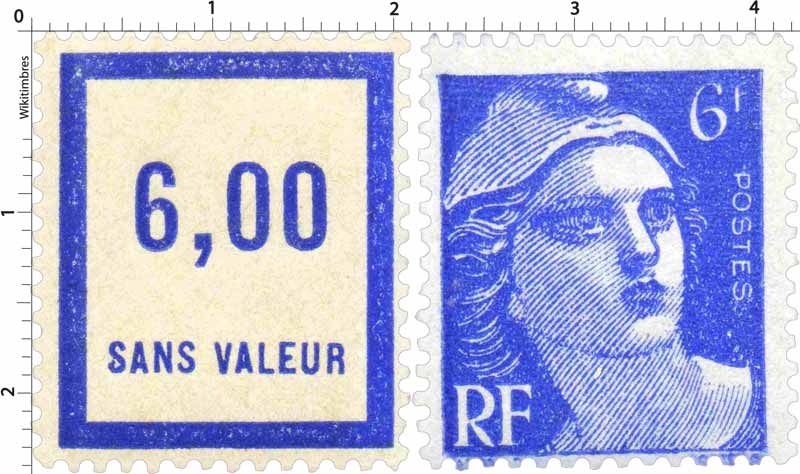 0 1 2 3 4
Wikitimbres
1
2
6,00
SANS VALEUR
6F
POSTES
RF